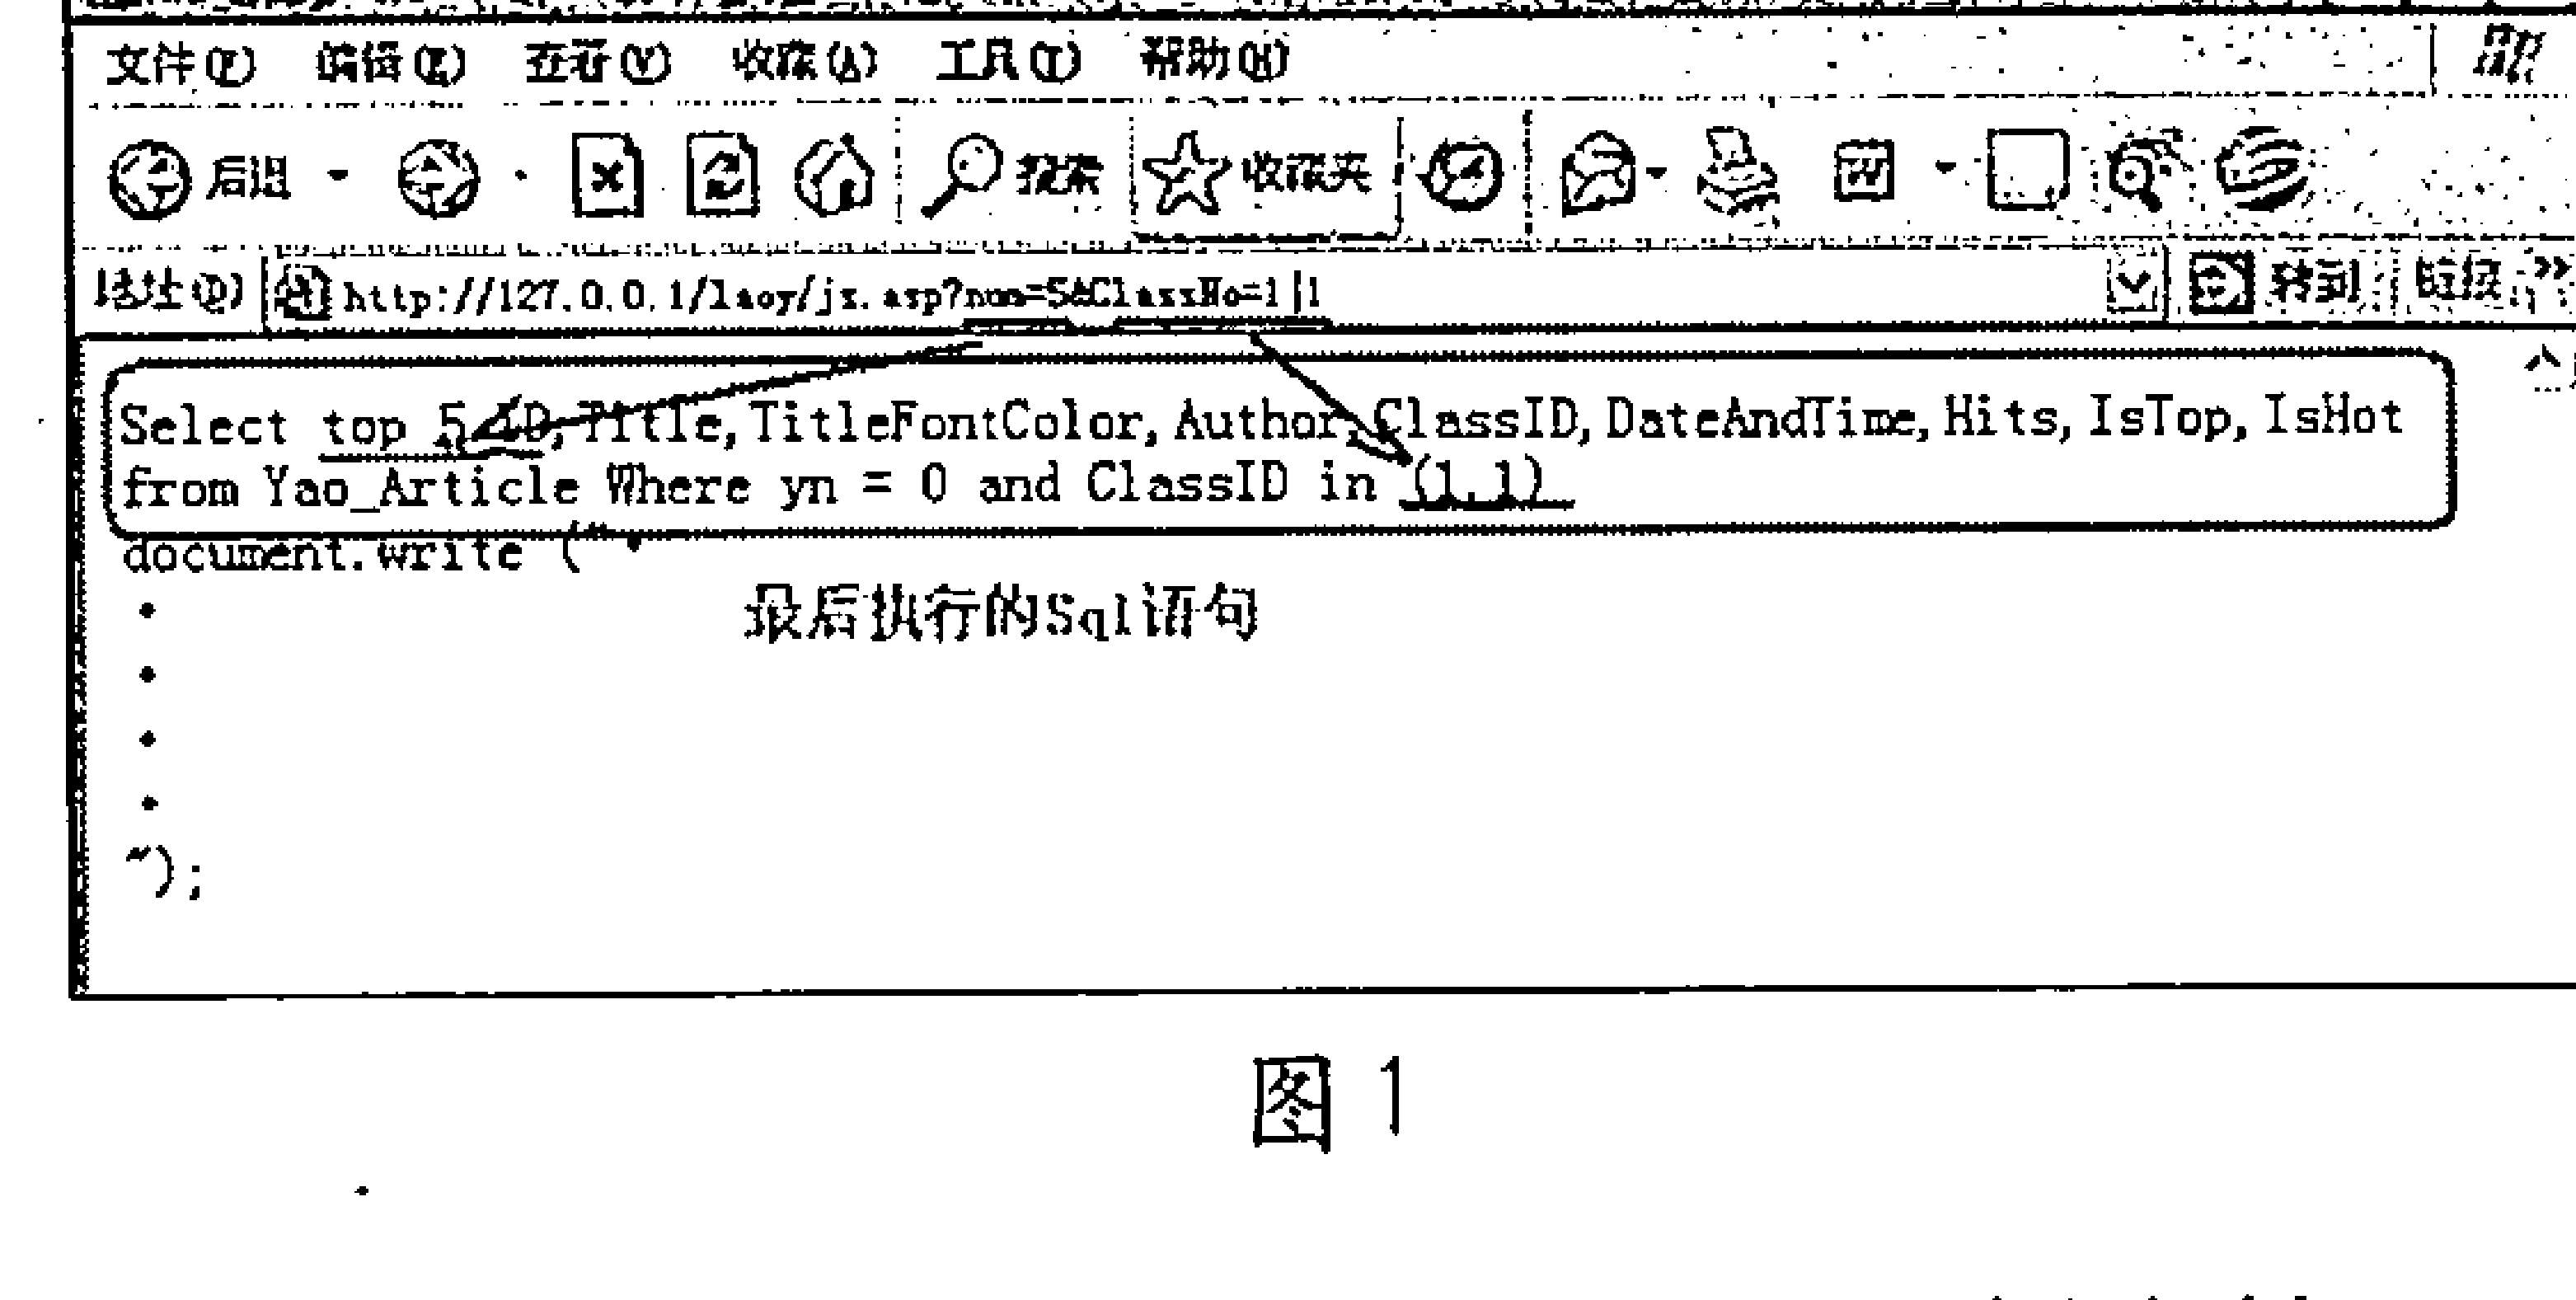 文件(F) 编辑(E) 查看(V) 收藏(A) 工具(T) 帮助(H)
后退 搜索 收藏夹
地址(D) http://127.0.0.1/laoy/js.asp?num=5&ClassNo=1|1 转到 链接 »
Select top 5 ID,Title,TitleFontColor,Author,ClassID,DateAndTime,Hits,IsTop,IsHot
from Yao_Article Where yn = 0 and ClassID in (1,1)
document.write ("
最后执行的Sql语句
");
图 1